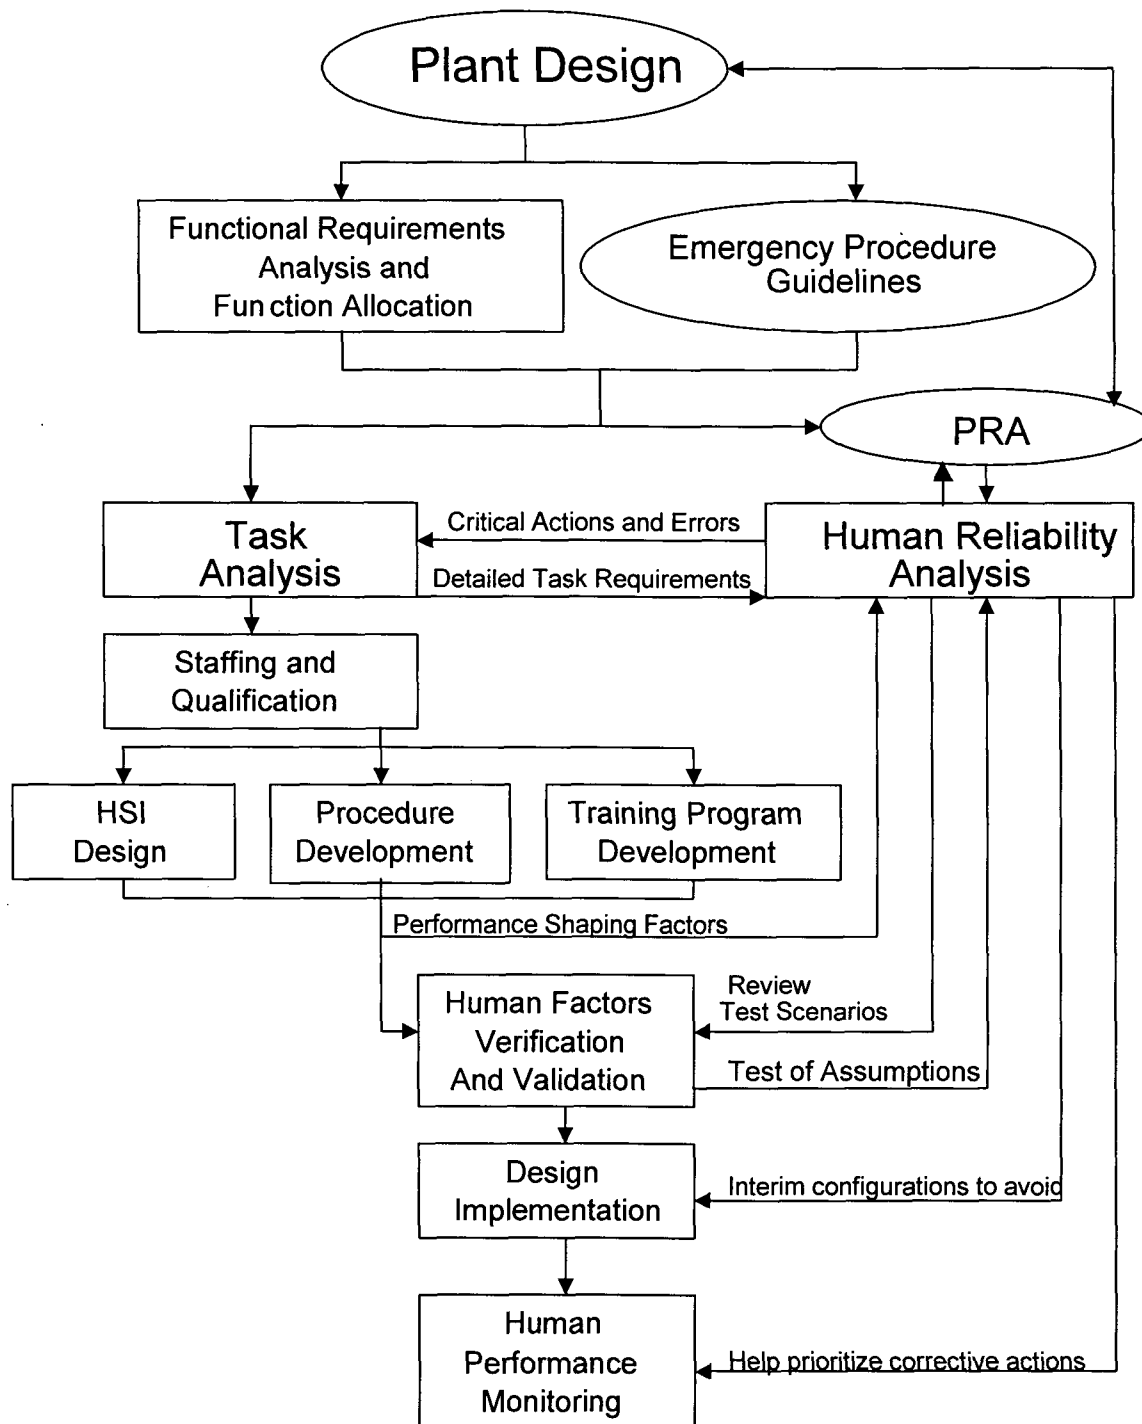 Plant Design
Functional Requirements
Analysis and
Function Allocation
Emergency Procedure
Guidelines
PRA
Task
Analysis
Critical Actions and Errors
Detailed Task Requirements
Human Reliability
Analysis
Staffing and
Qualification
HSI
Design
Procedure
Development
Training Program
Development
Performance Shaping Factors
Human Factors
Verification
And Validation
Review
Test Scenarios
Test of Assumptions
Design
Implementation
Interim configurations to avoid
Human
Performance
Monitoring
Help prioritize corrective actions